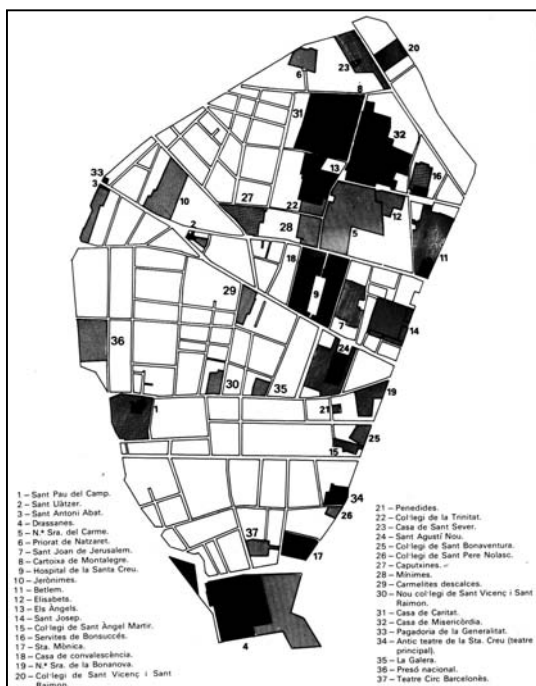 20
23
6
8
31
32
13
16
33
3
10
27
22
12
2
28
5
11
18
9
29
7
14
36
24
30
35
19
1
21
25
15
34
26
37
17
4
1 – Sant Pau del Camp.
2 – Sant Llàtzer.
3 – Sant Antoni Abat.
4 – Drassanes.
5 – N.ª Sra. del Carme.
6 – Priorat de Natzaret.
7 – Sant Joan de Jerusalem.
8 – Cartoixa de Montalegre.
9 – Hospital de la Santa Creu.
10 – Jerònimes.
11 – Betlem.
12 – Elisabets.
13 – Els Àngels.
14 – Sant Josep.
15 – Col·legi de Sant Àngel Martir.
16 – Servites de Bonsuccés.
17 – Sta. Mònica.
18 – Casa de convalescència.
19 – N.ª Sra. de la Bonanova.
20 – Col·legi de Sant Vicenç i Sant
Raimon.
21 – Penedides.
22 – Col·legi de la Trinitat.
23 – Casa de Sant Sever.
24 – Sant Agustí Nou.
25 – Col·legi de Sant Bonaventura.
26 – Col·legi de Sant Pere Nolasc.
27 – Caputxines.
28 – Mínimes.
29 – Carmelites descalces.
30 – Nou col·legi de Sant Vicenç i Sant
Raimon.
31 – Casa de Caritat.
32 – Casa de Misericòrdia.
33 – Pagadoria de la Generalitat.
34 – Antic teatre de la Sta. Creu (teatre
principal).
35 – La Galera.
36 – Presó nacional.
37 – Teatre Circ Barcelonès.